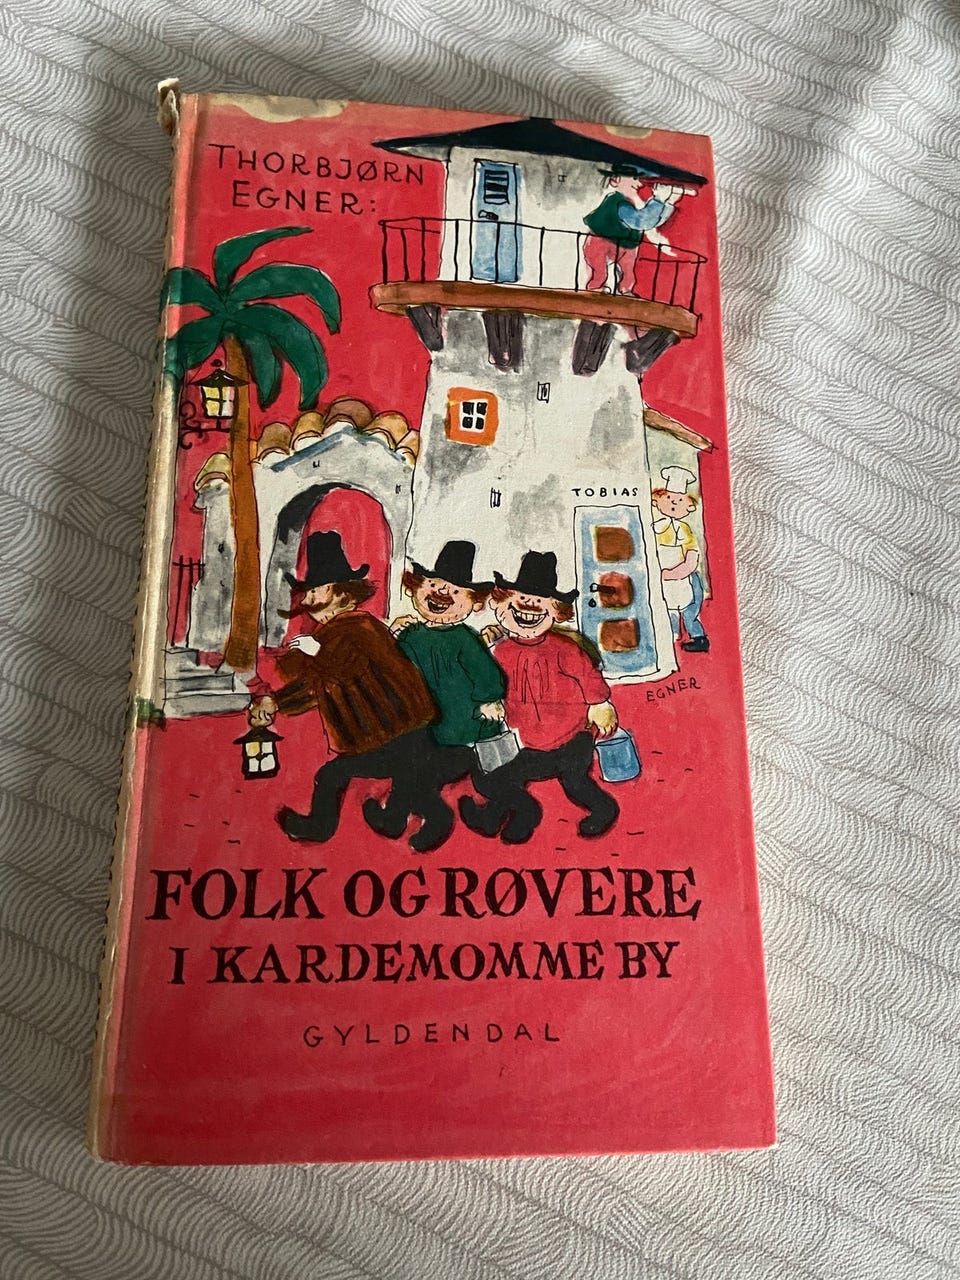 THORBJØRN
EGNER:
TOBIAS
EGNER
FOLK OG RØVERE
I KARDEMOMME BY
GYLDENDAL